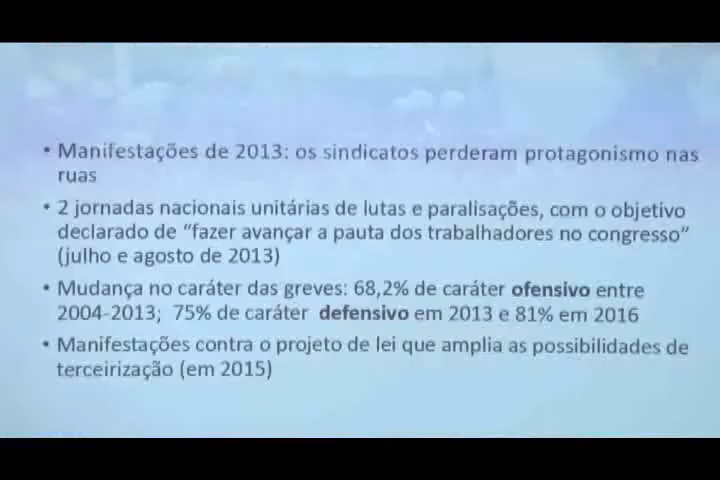 • Manifestações de 2013: os sindicatos perderam protagonismo nas
ruas
• 2 jornadas nacionais unitárias de lutas e paralisações, com o objetivo
declarado de “fazer avançar a pauta dos trabalhadores no congresso”
(julho e agosto de 2013)
• Mudança no caráter das greves: 68,2% de caráter ofensivo entre
2004-2013; 75% de caráter defensivo em 2013 e 81% em 2016
• Manifestações contra o projeto de lei que amplia as possibilidades de
terceirização (em 2015)